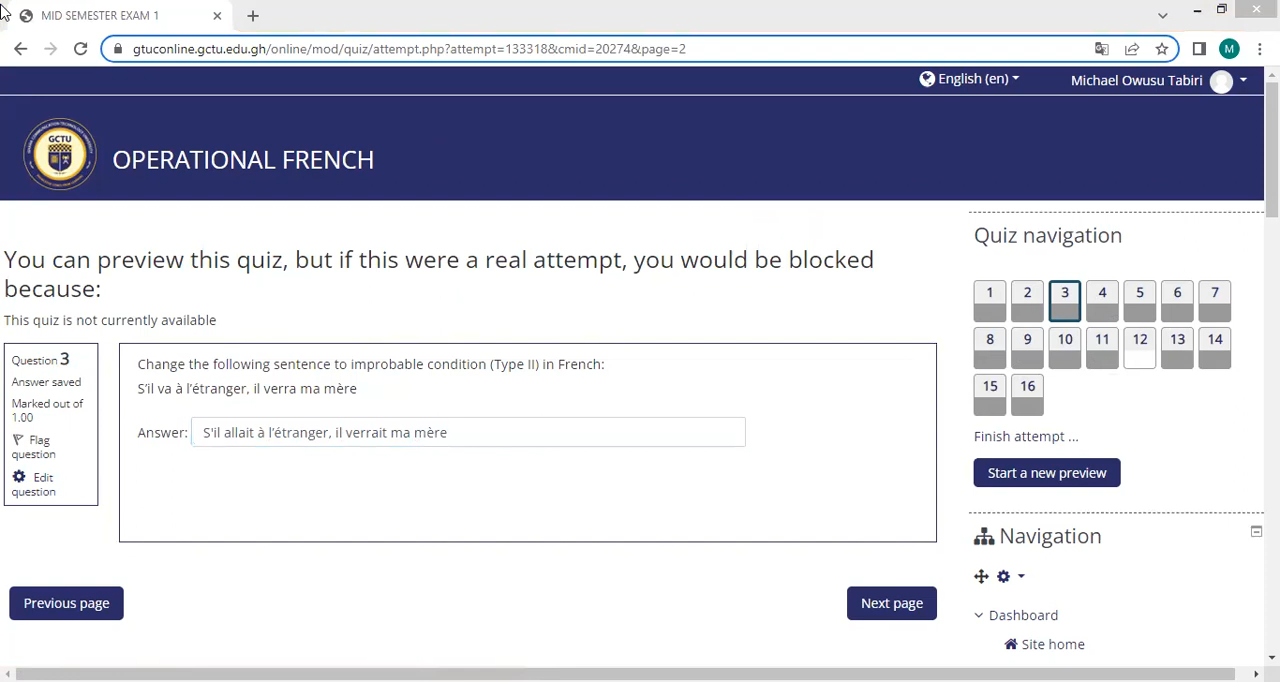 MID SEMESTER EXAM 1
gtuconline.gctu.edu.gh/online/mod/quiz/attempt.php?attempt=133318&cmid=20274&page=2
M
English (en)
Michael Owusu Tabiri
GCTU
OPERATIONAL FRENCH
You can preview this quiz, but if this were a real attempt, you would be blocked
because:
This quiz is not currently available
Question 3
Answer saved
Marked out of
1.00
Flag
question
Edit
question
Change the following sentence to improbable condition (Type II) in French:
S’il va à l’étranger, il verra ma mère
Answer: S'il allait à l’étranger, il verrait ma mère
Previous page
Next page
Quiz navigation
1 2 3 4 5 6 7
8 9 10 11 12 13 14
15 16
Finish attempt ...
Start a new preview
Navigation
Dashboard
Site home